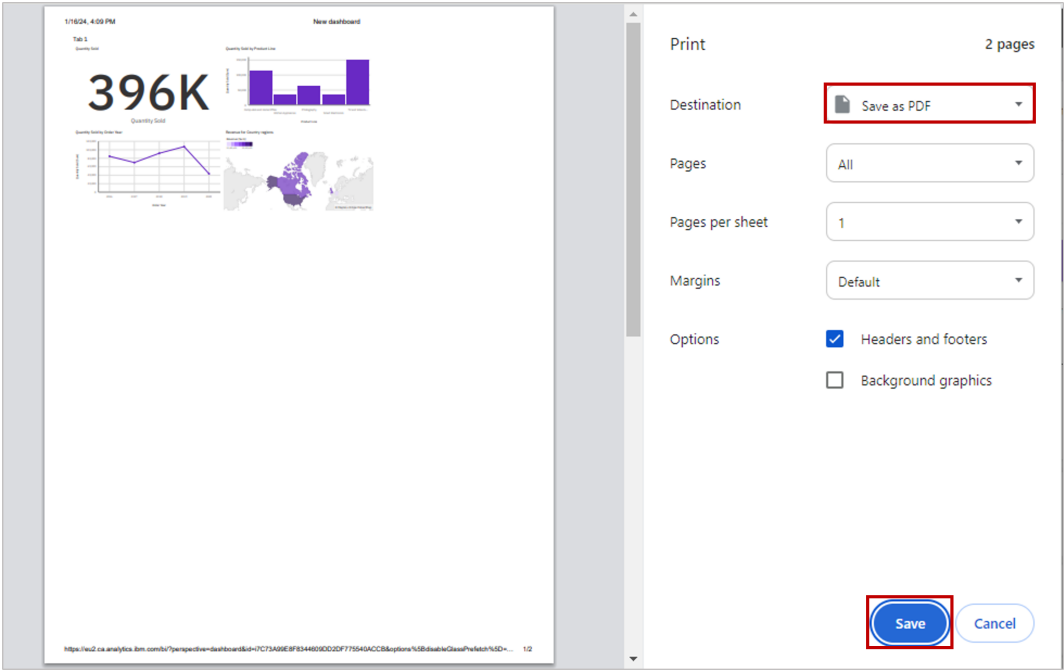 1/16/24, 4:09 PM New dashboard
Tab 1
Quantity Sold
Quantity Sold by Product Line
396K
Quantity Sold
Quantity Sold by Order Year
Revenue for Country regions
https://eu2.ca.analytics.ibm.com/bi/?perspective=dashboard&id=i7C73A99E8F8344609DD2DF775540ACCB&options%5BdisableGlassPrefetch%5D=... 1/2
Print 2 pages
Destination Save as PDF
Pages All
Pages per sheet 1
Margins Default
Options Headers and footers
Background graphics
Save Cancel